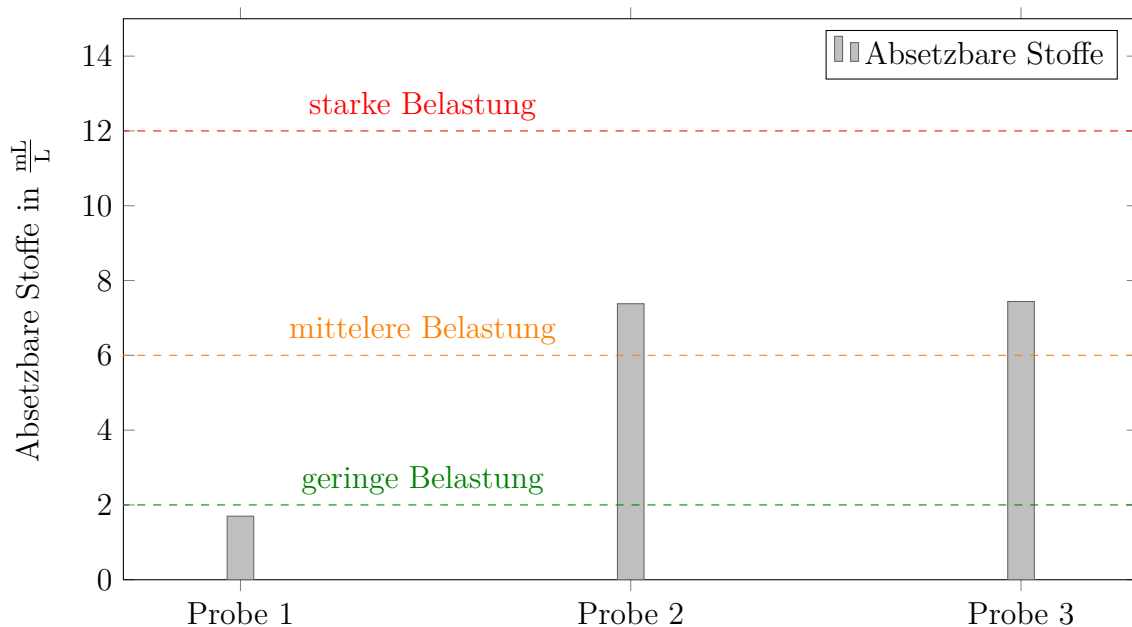 Absetzbare Stoffe in mL/L
14
12
10
8
6
4
2
0
Absetzbare Stoffe
starke Belastung
mittelere Belastung
geringe Belastung
Probe 1
Probe 2
Probe 3